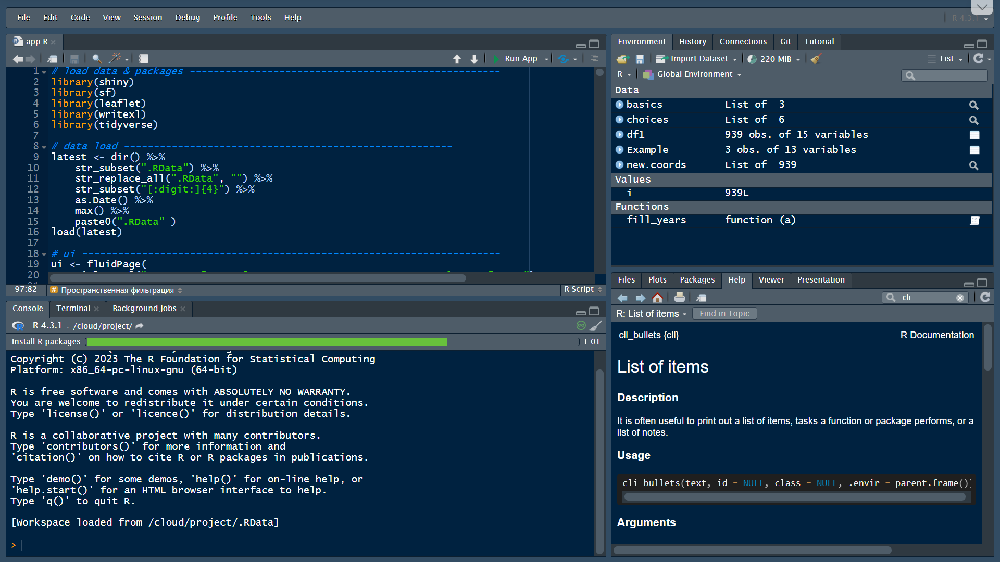 File Edit Code View Session Debug Profile Tools Help
R 4.3.1
app.R
Run App
1 # load data & packages ----------------------------------------------------
2 library(shiny)
3 library(sf)
4 library(leaflet)
5 library(writexl)
6 library(tidyverse)
7
8 # data load -------------------------------------------------------
9 latest <- dir() %>%
10 str_subset(".RData") %>%
11 str_replace_all(".RData", "") %>%
12 str_subset("[:digit:]{4}") %>%
13 as.Date() %>%
14 max() %>%
15 paste0(".RData" )
16 load(latest)
17
18 # ui ----------------------------------------------------------------------
19 ui <- fluidPage(
20
97:82 # Пространственная фильтрация R Script
Console Terminal Background Jobs
R 4.3.1 . /cloud/project/
Install R packages 1:01
Copyright (C) 2023 The R Foundation for Statistical Computing
Platform: x86_64-pc-linux-gnu (64-bit)
R is free software and comes with ABSOLUTELY NO WARRANTY.
You are welcome to redistribute it under certain conditions.
Type 'license()' or 'licence()' for distribution details.
R is a collaborative project with many contributors.
Type 'contributors()' for more information and
'citation()' on how to cite R or R packages in publications.
Type 'demo()' for some demos, 'help()' for on-line help, or
'help.start()' for an HTML browser interface to help.
Type 'q()' to quit R.
[Workspace loaded from /cloud/project/.RData]
>
Environment History Connections Git Tutorial
Import Dataset 220 MiB List
R Global Environment
Data
basics List of 3
choices List of 6
df1 939 obs. of 15 variables
Example 3 obs. of 13 variables
new.coords List of 939
Values
i 939L
Functions
fill_years function (a)
Files Plots Packages Help Viewer Presentation
cli
R: List of items Find in Topic
cli_bullets {cli} R Documentation
List of items
Description
It is often useful to print out a list of items, tasks a function or package performs, or a
list of notes.
Usage
cli_bullets(text, id = NULL, class = NULL, .envir = parent.frame()
Arguments